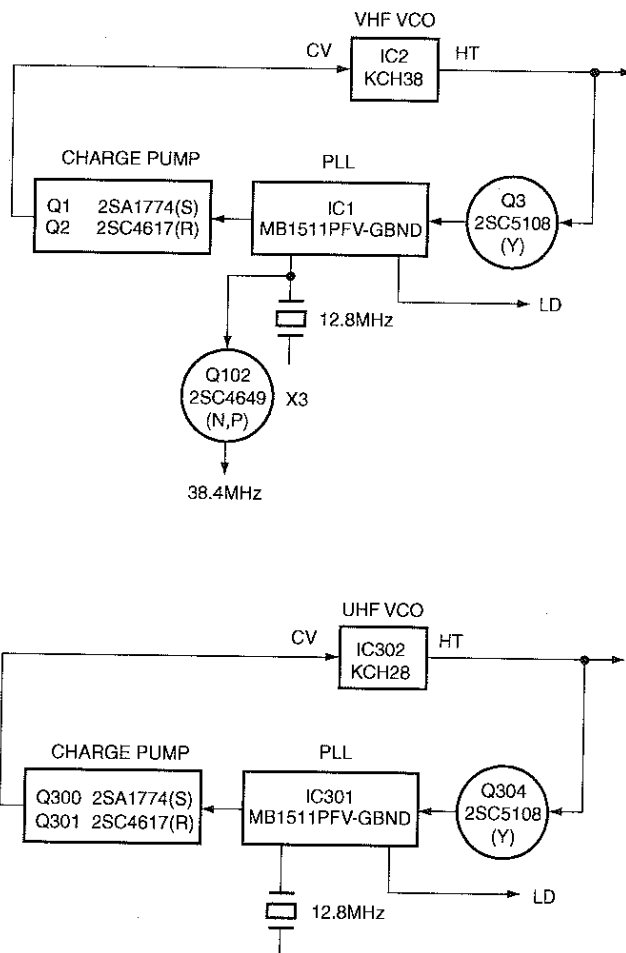 VHF VCO
CV
IC2
KCH38
HT
CHARGE PUMP
PLL
Q1 2SA1774(S)
Q2 2SC4617(R)
IC1
MB1511PFV-GBND
Q3
2SC5108
(Y)
LD
12.8MHz
Q102
2SC4649
(N,P)
X3
38.4MHz
UHF VCO
CV
IC302
KCH28
HT
CHARGE PUMP
PLL
Q300 2SA1774(S)
Q301 2SC4617(R)
IC301
MB1511PFV-GBND
Q304
2SC5108
(Y)
LD
12.8MHz